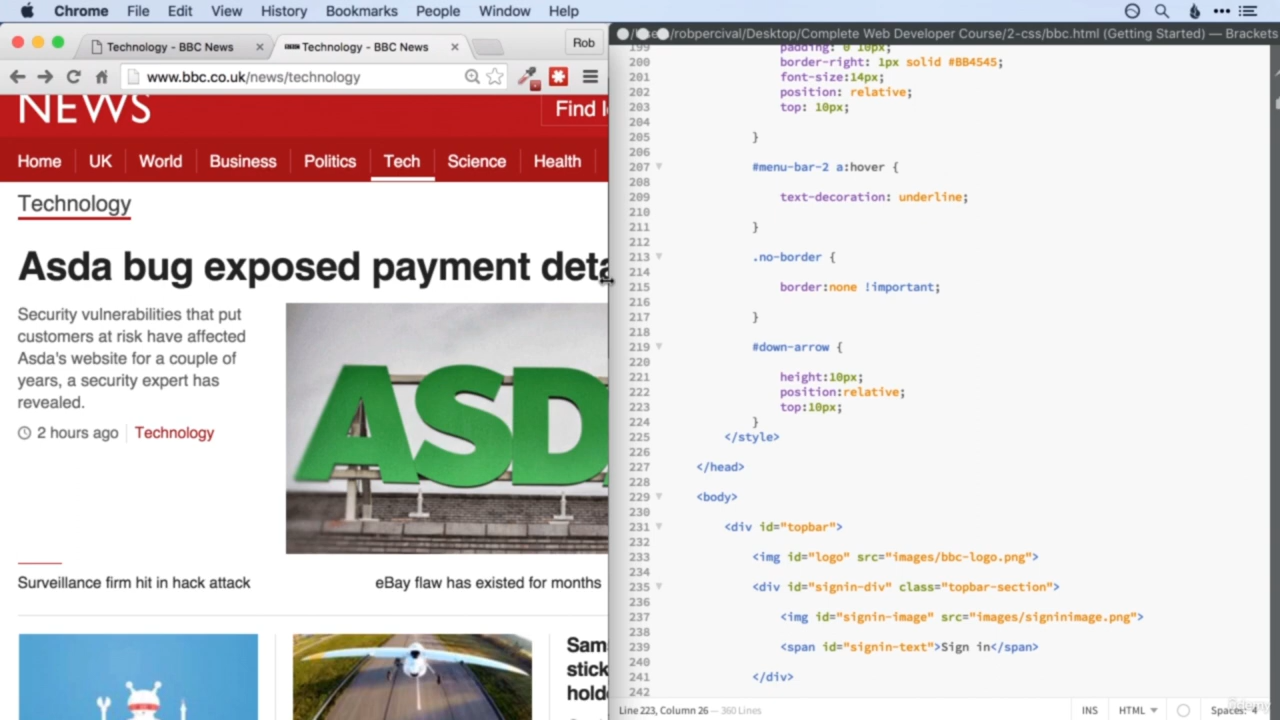 Chrome File Edit View History Bookmarks People Window Help
Technology - BBC News
Technology - BBC News
Rob
www.bbc.co.uk/news/technology
NEWS
Find
Home UK World Business Politics Tech Science Health
Technology
Asda bug exposed payment deta
Security vulnerabilities that put
customers at risk have affected
Asda's website for a couple of
years, a security expert has
revealed.
2 hours ago Technology
ASD
Surveillance firm hit in hack attack
eBay flaw has existed for months
Sam
stick
hold
/robpercival/Desktop/Complete Web Developer Course/2-css/bbc.html (Getting Started) — Brackets
199 padding: 0 10px;
200 border-right: 1px solid #BB4545;
201 font-size:14px;
202 position: relative;
203 top: 10px;
204
205 }
206
207 #menu-bar-2 a:hover {
208
209 text-decoration: underline;
210
211 }
212
213 .no-border {
214
215 border:none !important;
216
217 }
218
219 #down-arrow {
220
221 height:10px;
222 position:relative;
223 top:10px;
224 }
225 </style>
226
227 </head>
228
229 <body>
230
231 <div id="topbar">
232
233 <img id="logo" src="images/bbc-logo.png">
234
235 <div id="signin-div" class="topbar-section">
236
237 <img id="signin-image" src="images/signinimage.png">
238
239 <span id="signin-text">Sign in</span>
240
241 </div>
242
Line 223, Column 26 — 360 Lines
INS HTML Spaces: 4